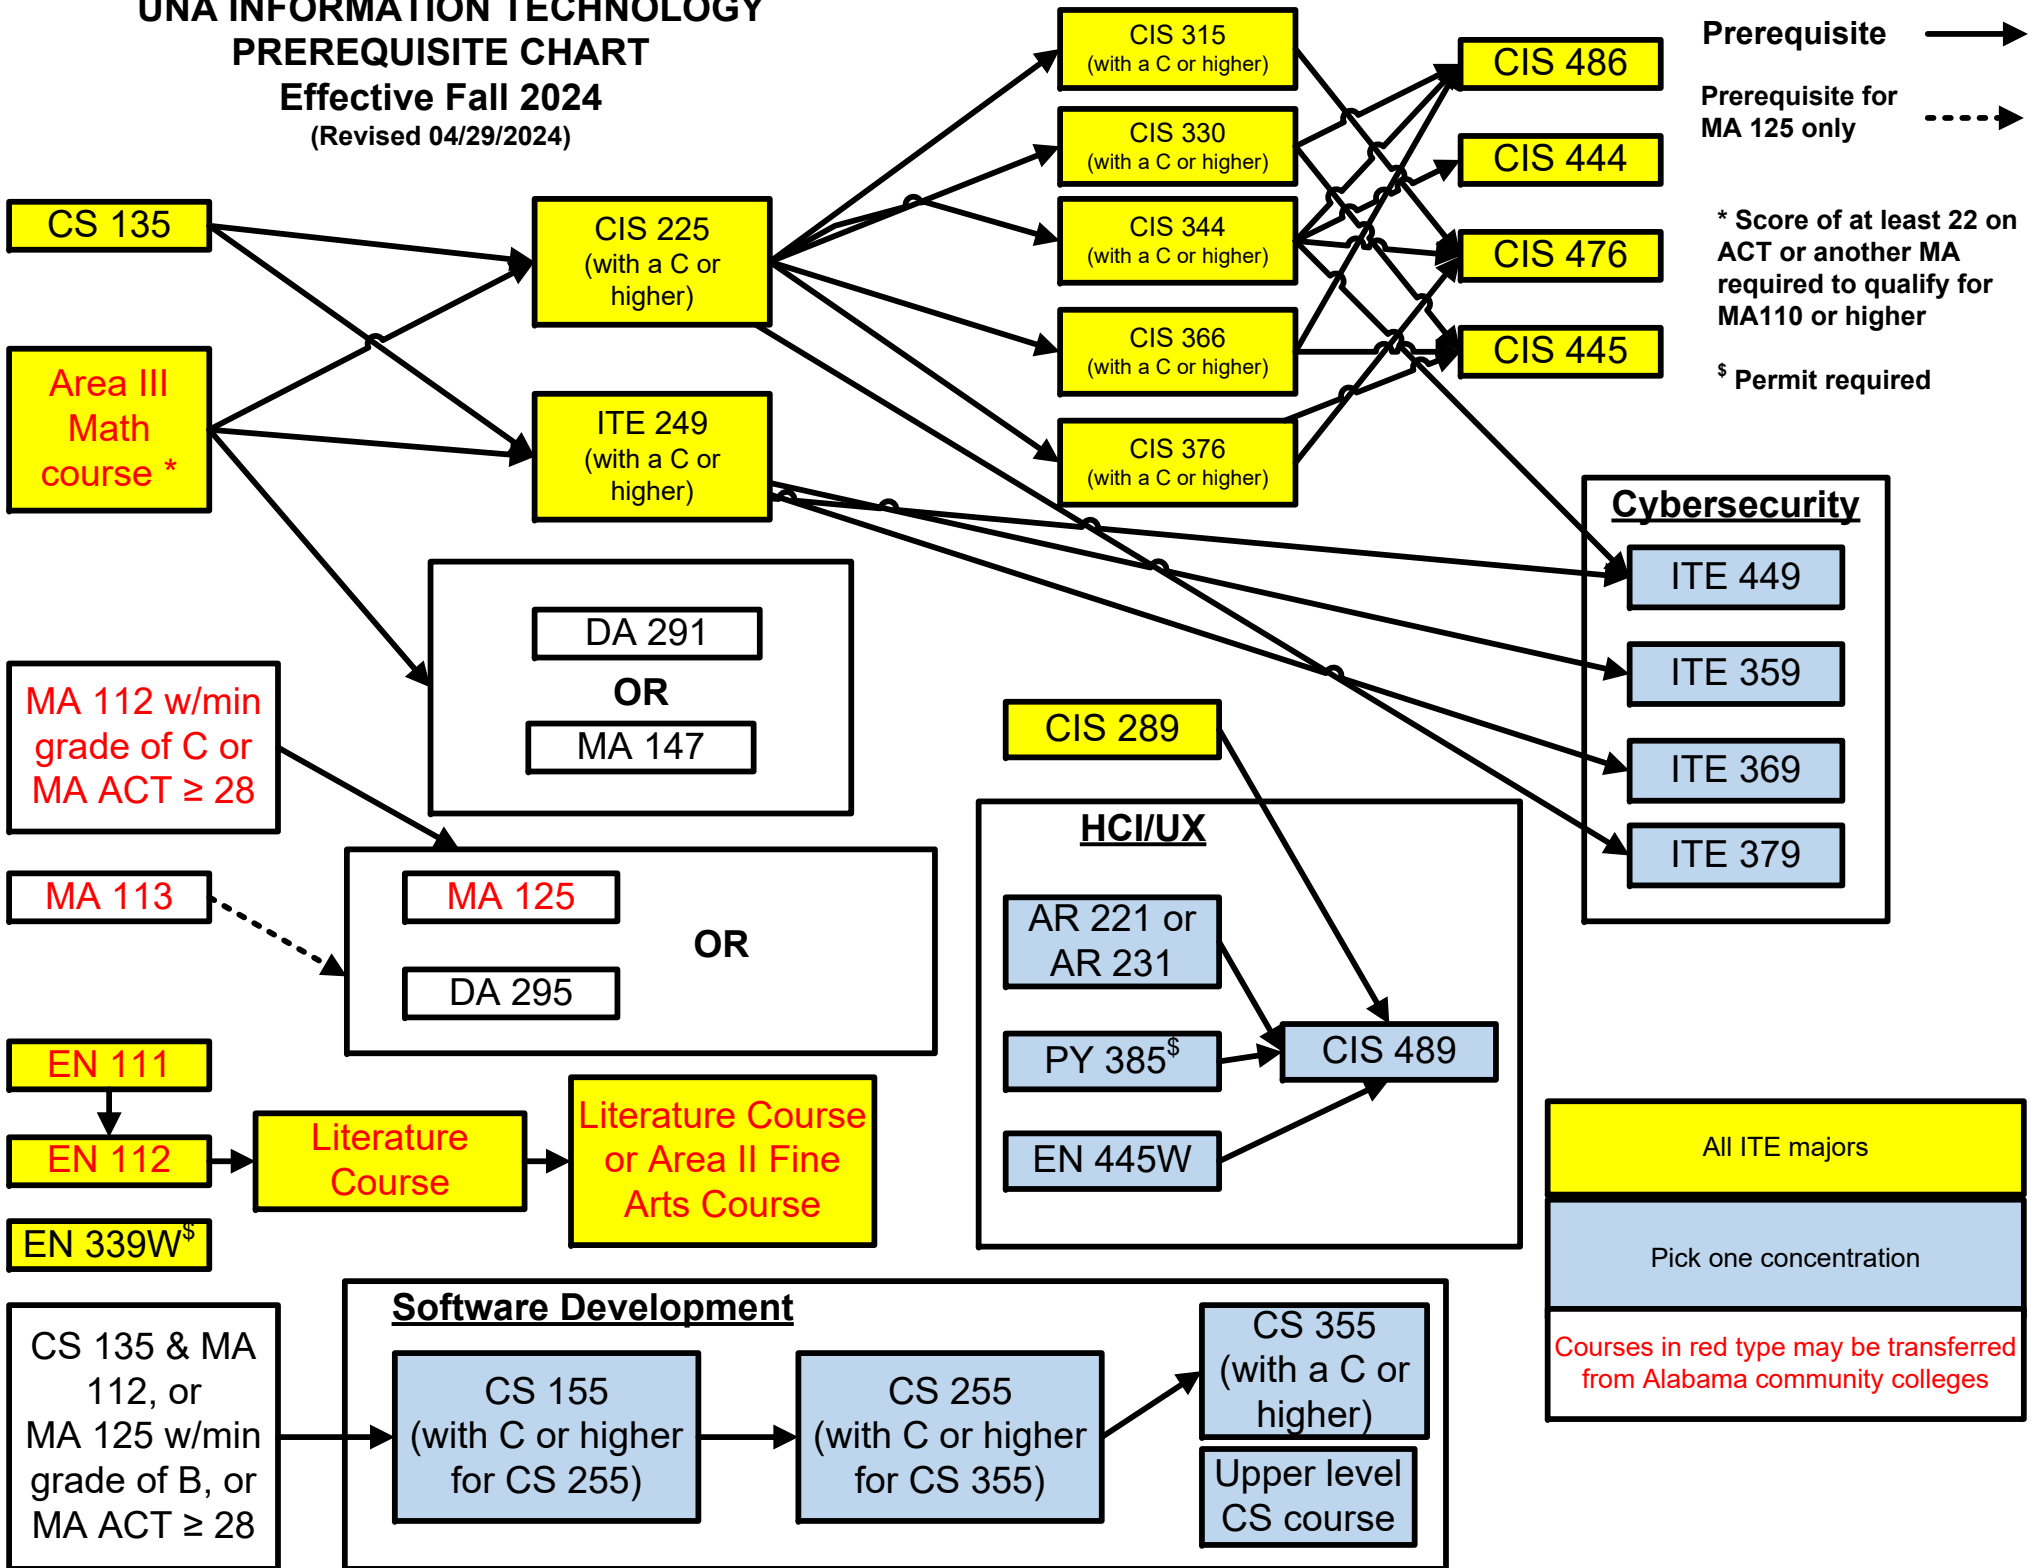 UNA INFORMATION TECHNOLOGY
PREREQUISITE CHART
Effective Fall 2024
(Revised 04/29/2024)
Prerequisite
Prerequisite for
MA 125 only
* Score of at least 22 on
ACT or another MA
required to qualify for
MA110 or higher
$ Permit required
CS 135
Area III
Math
course *
CIS 225
(with a C or
higher)
ITE 249
(with a C or
higher)
CIS 315
(with a C or higher)
CIS 330
(with a C or higher)
CIS 344
(with a C or higher)
CIS 366
(with a C or higher)
CIS 376
(with a C or higher)
CIS 486
CIS 444
CIS 476
CIS 445
Cybersecurity
ITE 449
ITE 359
ITE 369
ITE 379
DA 291
OR
MA 147
MA 112 w/min
grade of C or
MA ACT ≥ 28
MA 113
MA 125
OR
DA 295
CIS 289
HCI/UX
AR 221 or
AR 231
PY 385$
EN 445W
CIS 489
EN 111
EN 112
Literature
Course
Literature Course
or Area II Fine
Arts Course
EN 339W$
All ITE majors
Pick one concentration
Courses in red type may be transferred
from Alabama community colleges
CS 135 & MA
112, or
MA 125 w/min
grade of B, or
MA ACT ≥ 28
Software Development
CS 155
(with C or higher
for CS 255)
CS 255
(with C or higher
for CS 355)
CS 355
(with a C or
higher)
Upper level
CS course